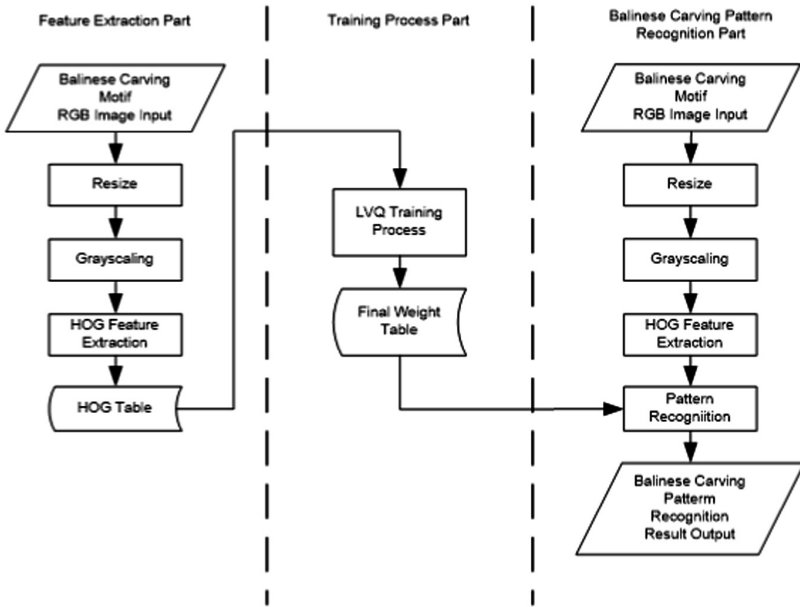 Feature Extraction Part
Balinese Carving
Motif
RGB Image Input
Resize
Grayscaling
HOG Feature
Extraction
HOG Table
Training Process Part
LVQ Training
Process
Final Weight
Table
Balinese Carving Pattern
Recognition Part
Balinese Carving
Motif
RGB Image Input
Resize
Grayscaling
HOG Feature
Extraction
Pattern
Recogniition
Balinese Carving
Patterm
Recognition
Result Output